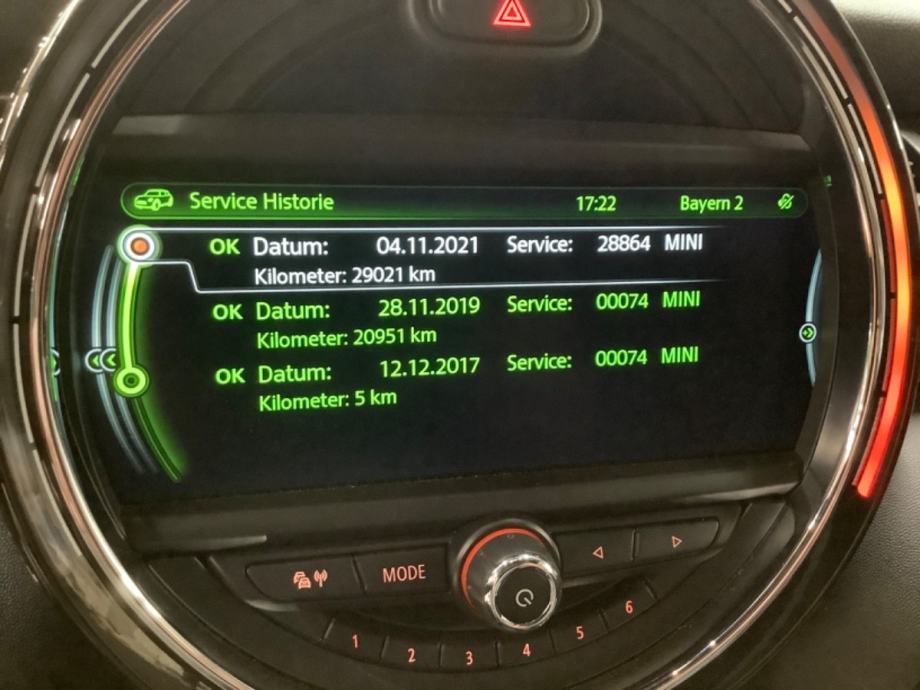 Service Historie 17:22 Bayern 2
OK Datum: 04.11.2021 Service: 28864 MINI
Kilometer: 29021 km
OK Datum: 28.11.2019 Service: 00074 MINI
Kilometer: 20951 km
OK Datum: 12.12.2017 Service: 00074 MINI
Kilometer: 5 km
MODE
1 2 3 4 5 6